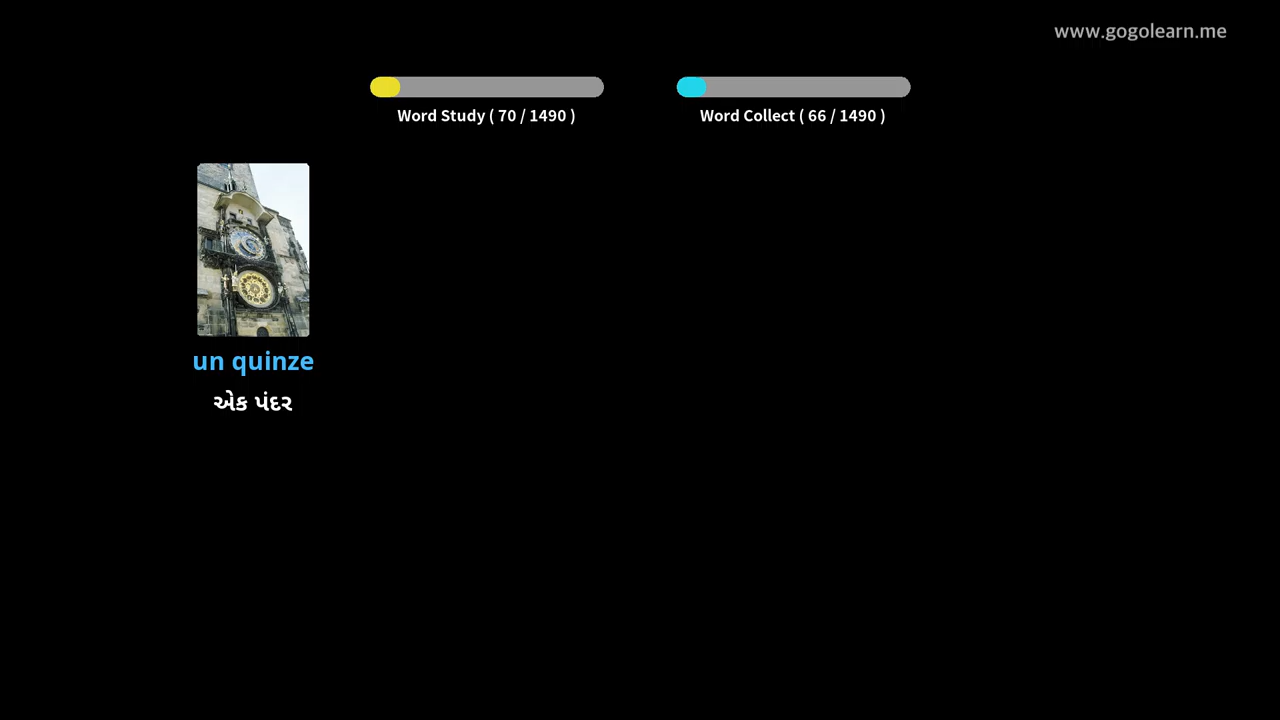 www.gogolearn.me
Word Study ( 70 / 1490 )
Word Collect ( 66 / 1490 )
un quinze
એક પંદર